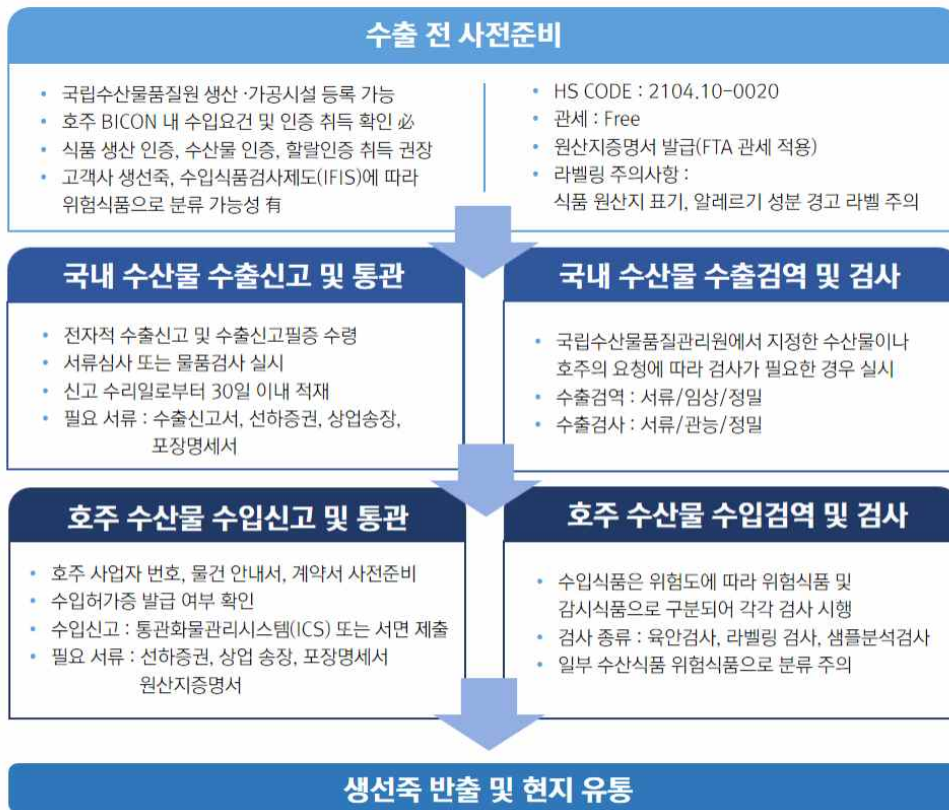 수출 전 사전준비
• 국립수산물품질원 생산 ·가공시설 등록 가능
• 호주 BICON 내 수입요건 및 인증 취득 확인 必
• 식품 생산 인증, 수산물 인증, 할랄인증 취득 권장
• 고객사 생선죽, 수입식품검사제도(IFIS)에 따라
위험식품으로 분류 가능성 有
• HS CODE : 2104.10-0020
• 관세 : Free
• 원산지증명서 발급(FTA 관세 적용)
• 라벨링 주의사항 :
식품 원산지 표기, 알레르기 성분 경고 라벨 주의
국내 수산물 수출신고 및 통관
• 전자적 수출신고 및 수출신고필증 수령
• 서류심사 또는 물품검사 실시
• 신고 수리일로부터 30일 이내 적재
• 필요 서류 : 수출신고서, 선하증권, 상업송장,
포장명세서
국내 수산물 수출검역 및 검사
• 국립수산물품질관리원에서 지정한 수산물이나
호주의 요청에 따라 검사가 필요한 경우 실시
• 수출검역 : 서류/임상/정밀
• 수출검사 : 서류/관능/정밀
호주 수산물 수입신고 및 통관
• 호주 사업자 번호, 물건 안내서, 계약서 사전준비
• 수입허가증 발급 여부 확인
• 수입신고 : 통관화물관리시스템(ICS) 또는 서면 제출
• 필요 서류 : 선하증권, 상업 송장, 포장명세서
원산지증명서
호주 수산물 수입검역 및 검사
• 수입식품은 위험도에 따라 위험식품 및
감시식품으로 구분되어 각각 검사 시행
• 검사 종류 : 육안검사, 라벨링 검사, 샘플분석검사
• 일부 수산식품 위험식품으로 분류 주의
생선죽 반출 및 현지 유통